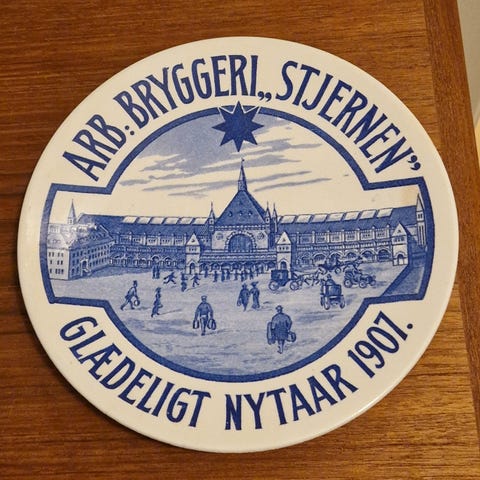 ARB: BRYGGERI „STJERNEN”
GLÆDELIGT NYTAAR 1907.